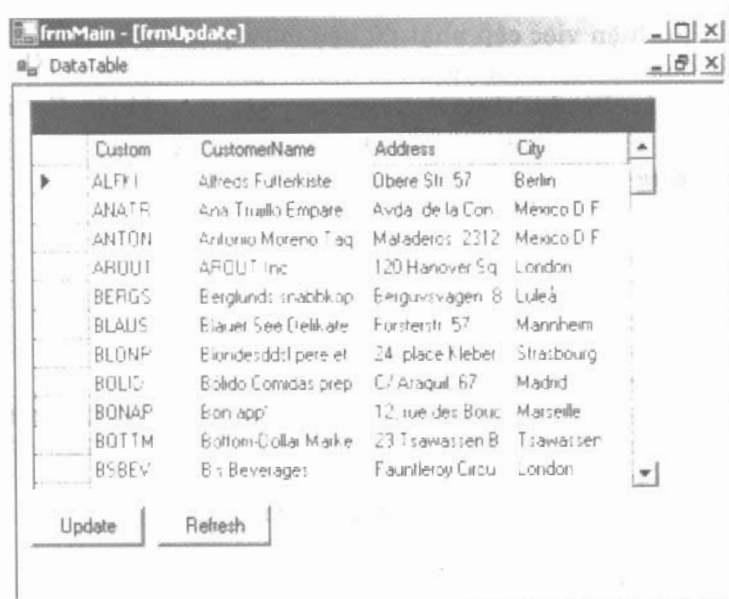 frmMain - [frmUpdate]
DataTable
Custom CustomerName Address City
ALFKI Alfreds Futterkiste Obere Str. 57 Berlin
ANATR Ana Trujillo Empare Avda. de la Con México D.F.
ANTON Antonio Moreno Taq Mataderos 2312 México D.F.
AROUT AROUT Inc 120 Hanover Sq London
BERGS Berglunds snabbköp Berguvsvägen 8 Luleå
BLAUS Blauer See Delikate Forsterstr. 57 Mannheim
BLONP Blondesddsl père et 24, place Kléber Strasbourg
BOLID Bólido Comidas prep C/ Araquil, 67 Madrid
BONAP Bon app' 12, rue des Bouc Marseille
BOTTM Bottom-Dollar Marke 23 Tsawassen B Tsawassen
BSBEV B's Beverages Fauntleroy Circu London
Update Refresh